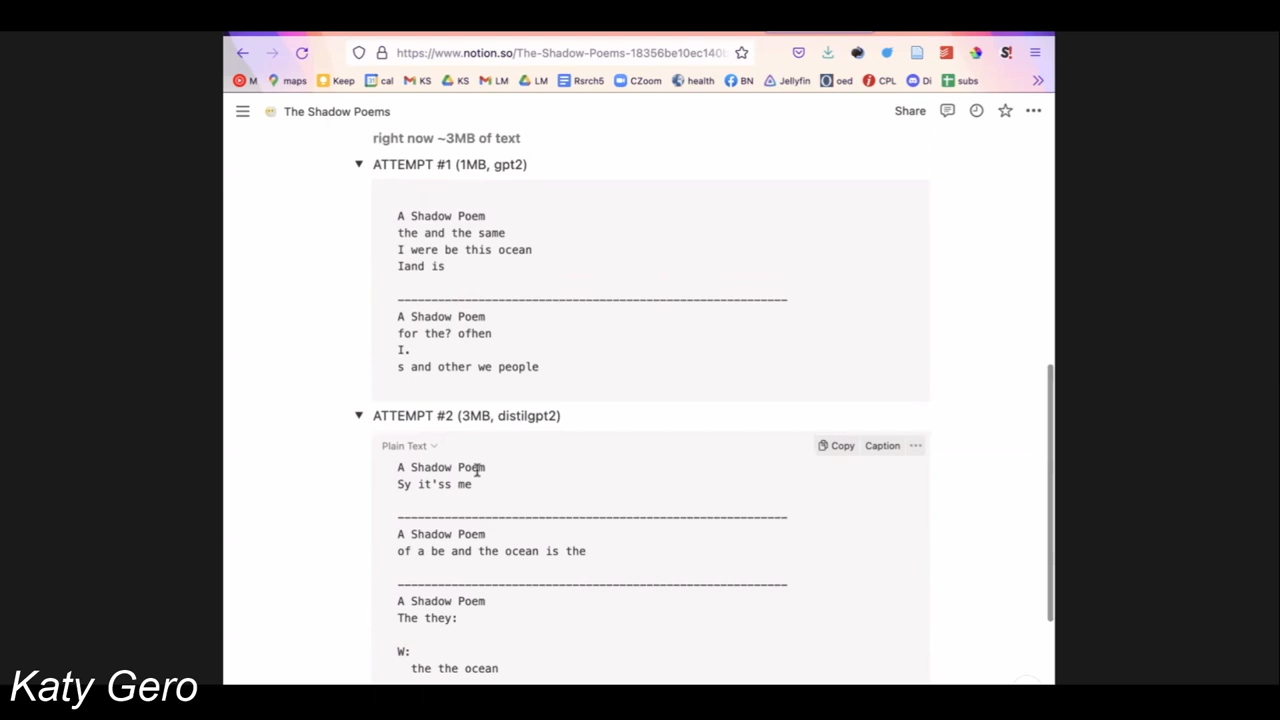 https://www.notion.so/The-Shadow-Poems-18356be10ec140b
M maps Keep cal KS KS LM LM Rsrch5 CZoom health BN Jellyfin oed CPL Di subs
The Shadow Poems
Share
right now ~3MB of text
ATTEMPT #1 (1MB, gpt2)
A Shadow Poem
the and the same
I were be this ocean
Iand is
----------------------------------------------------------
A Shadow Poem
for the? ofhen
I.
s and other we people
ATTEMPT #2 (3MB, distilgpt2)
Plain Text
Copy Caption
A Shadow Poem
Sy it'ss me
----------------------------------------------------------
A Shadow Poem
of a be and the ocean is the
----------------------------------------------------------
A Shadow Poem
The they:
W:
the the ocean
Katy Gero